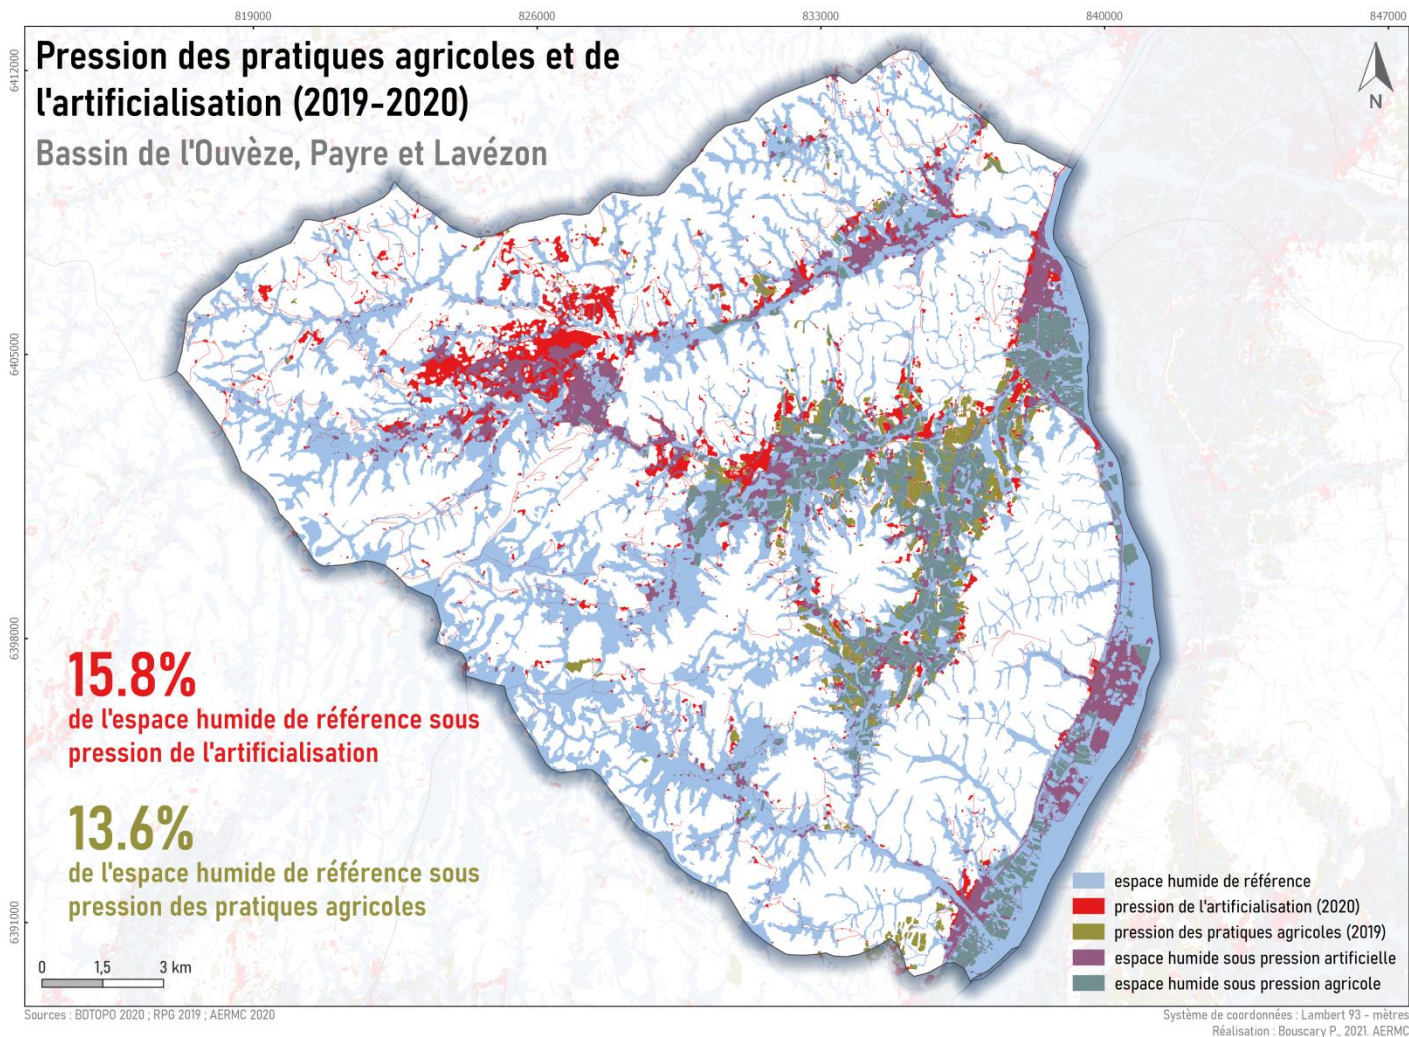 819000
826000
833000
840000
847000
6412000
6405000
6398000
6391000
Pression des pratiques agricoles et de
l'artificialisation (2019-2020)
Bassin de l'Ouvèze, Payre et Lavézon
N
15.8%
de l'espace humide de référence sous
pression de l'artificialisation
13.6%
de l'espace humide de référence sous
pression des pratiques agricoles
0 1,5 3 km
espace humide de référence
pression de l'artificialisation (2020)
pression des pratiques agricoles (2019)
espace humide sous pression artificielle
espace humide sous pression agricole
Sources : BDTOPO 2020 ; RPG 2019 ; AERMC 2020
Système de coordonnées : Lambert 93 - mètres
Réalisation : Bouscary P., 2021. AERMC